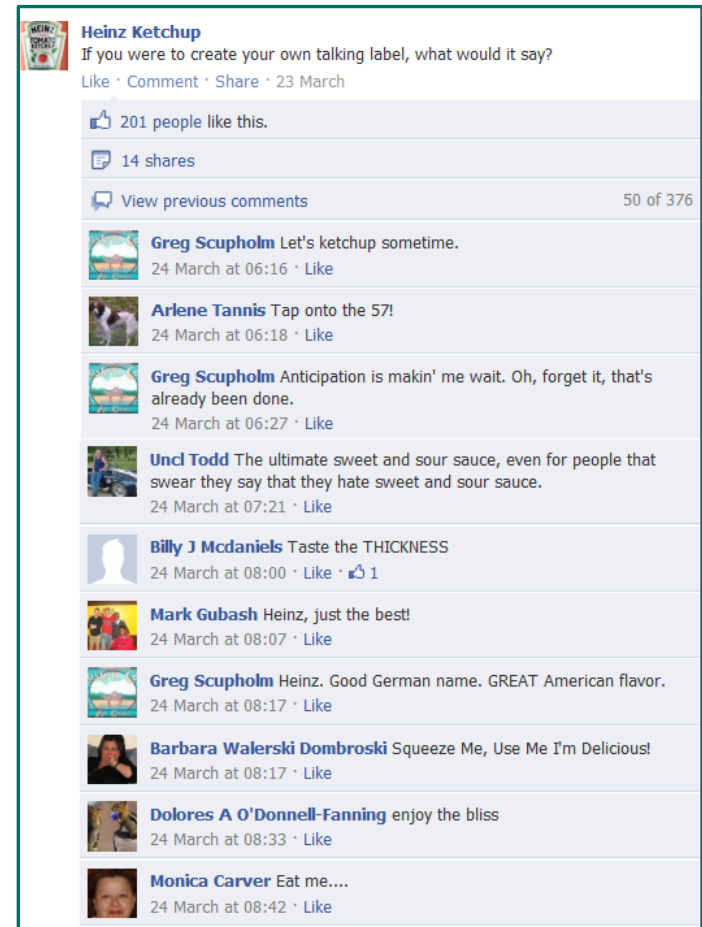 HEINZ
TOMATO
KETCHUP
Heinz Ketchup
If you were to create your own talking label, what would it say?
Like · Comment · Share · 23 March
201 people like this.
14 shares
View previous comments 50 of 376
Greg Scupholm Let's ketchup sometime.
24 March at 06:16 · Like
Arlene Tannis Tap onto the 57!
24 March at 06:18 · Like
Greg Scupholm Anticipation is makin' me wait. Oh, forget it, that's
already been done.
24 March at 06:27 · Like
Uncl Todd The ultimate sweet and sour sauce, even for people that
swear they say that they hate sweet and sour sauce.
24 March at 07:21 · Like
Billy J Mcdaniels Taste the THICKNESS
24 March at 08:00 · Like · 1
Mark Gubash Heinz, just the best!
24 March at 08:07 · Like
Greg Scupholm Heinz. Good German name. GREAT American flavor.
24 March at 08:17 · Like
Barbara Walerski Dombroski Squeeze Me, Use Me I'm Delicious!
24 March at 08:17 · Like
Dolores A O'Donnell-Fanning enjoy the bliss
24 March at 08:33 · Like
Monica Carver Eat me....
24 March at 08:42 · Like